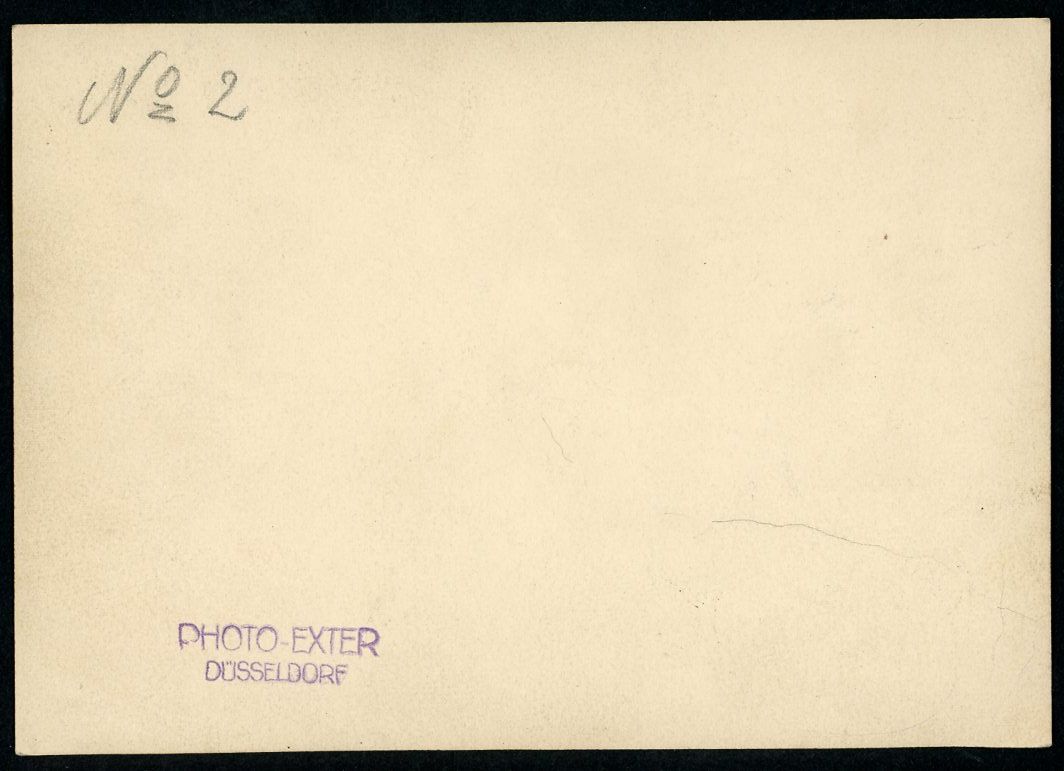 Nº 2
PHOTO-EXTER
DÜSSELDORF